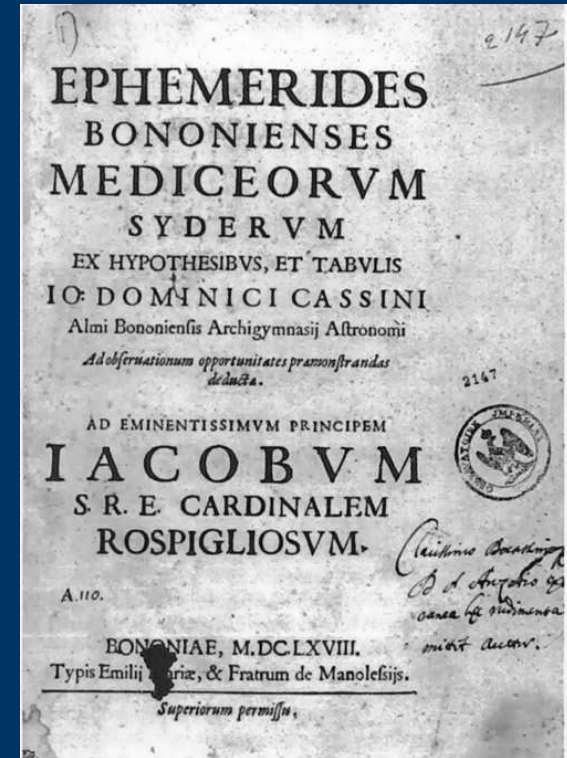 2147
EPHEMERIDES
BONONIENSES
MEDICEORVM
SYDERVM
EX HYPOTHESIBVS, ET TABVLIS
IO: DOMINICI CASSINI
Almi Bononienſis Archigymnasij Aſtronomi
Ad obſeruationum opportunitates præmonſtrandas
deducta.
2147
AD EMINENTISSIMVM PRINCIPEM
IACOBVM
S. R. E. CARDINALEM
ROSPIGLIOSVM.
A.110.
mittit Auctor.
BONONIAE, M.DC.LXVIII.
Typis Emilij & Fratrum de Manoleſsijs.
Superiorum permiſſu,